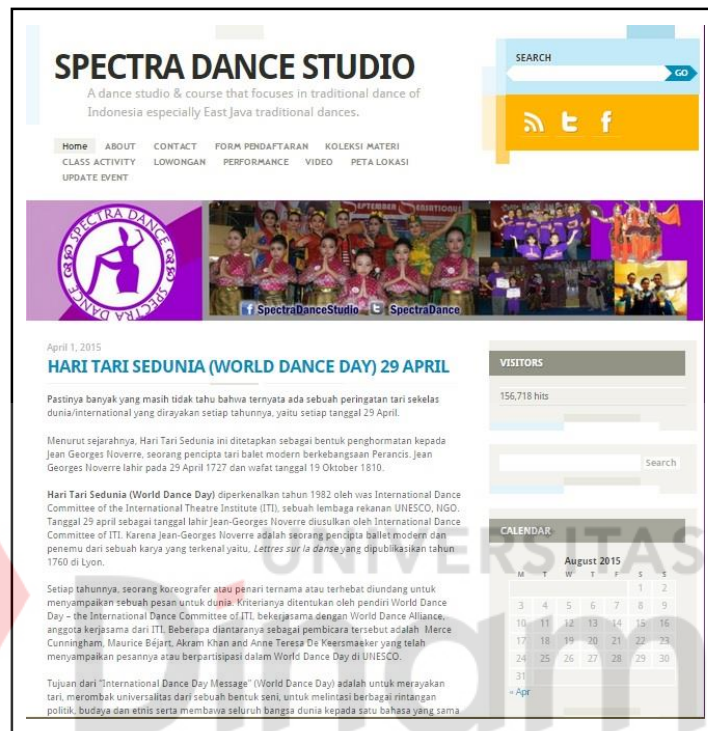 SPECTRA DANCE STUDIO
A dance studio & course that focuses in traditional dance of
Indonesia especially East Java traditional dances.
SEARCH
GO
Home ABOUT CONTACT FORM PENDAFTARAN KOLEKSI MATERI
CLASS ACTIVITY LOWONGAN PERFORMANCE VIDEO PETA LOKASI
UPDATE EVENT
SPECTRA DANCE
SPECTRA DANCE
SEPTEMBER
SpectraDanceStudio SpectraDance
April 1, 2015
HARI TARI SEDUNIA (WORLD DANCE DAY) 29 APRIL
Pastinya banyak yang masih tidak tahu bahwa ternyata ada sebuah peringatan tari sekelas
dunia/international yang dirayakan setiap tahunnya, yaitu setiap tanggal 29 April.
Menurut sejarahnya, Hari Tari Sedunia ini ditetapkan sebagai bentuk penghormatan kepada
Jean Georges Noverre, seorang pencipta tari balet modern berkebangsaan Perancis. Jean
Georges Noverre lahir pada 29 April 1727 dan wafat tanggal 19 Oktober 1810.
Hari Tari Sedunia (World Dance Day) diperkenalkan tahun 1982 oleh was International Dance
Committee of the International Theatre Institute (ITI), sebuah lembaga rekanan UNESCO, NGO.
Tanggal 29 april sebagai tanggal lahir Jean-Georges Noverre diusulkan oleh International Dance
Committee of ITI. Karena Jean-Georges Noverre adalah seorang pencipta ballet modern dan
penemu dari sebuah karya yang terkenal yaitu, Lettres sur la danse yang dipublikasikan tahun
1760 di Lyon.
Setiap tahunnya, seorang koreografer atau penari ternama atau terhebat diundang untuk
menyampaikan sebuah pesan untuk dunia. Kriterianya ditentukan oleh pendiri World Dance
Day – the International Dance Committee of ITI, bekerjasama dengan World Dance Alliance,
anggota kerjasama dari ITI. Beberapa diantaranya sebagai pembicara tersebut adalah Merce
Cunningham, Maurice Béjart, Akram Khan and Anne Teresa De Keersmaeker yang telah
menyampaikan pesannya atau berpartisipasi dalam World Dance Day di UNESCO.
Tujuan dari "International Dance Day Message" (World Dance Day) adalah untuk merayakan
tari, merombak universalitas dari sebuah bentuk seni, untuk melintasi berbagai rintangan
politik, budaya dan etnis serta membawa seluruh bangsa dunia kepada satu bahasa yang sama
VISITORS
156,718 hits
Search
CALENDAR
August 2015
M T W T F S S
1 2
3 4 5 6 7 8 9
10 11 12 13 14 15 16
17 18 19 20 21 22 23
24 25 26 27 28 29 30
31
« Apr
UNIVERSITAS
Dinam